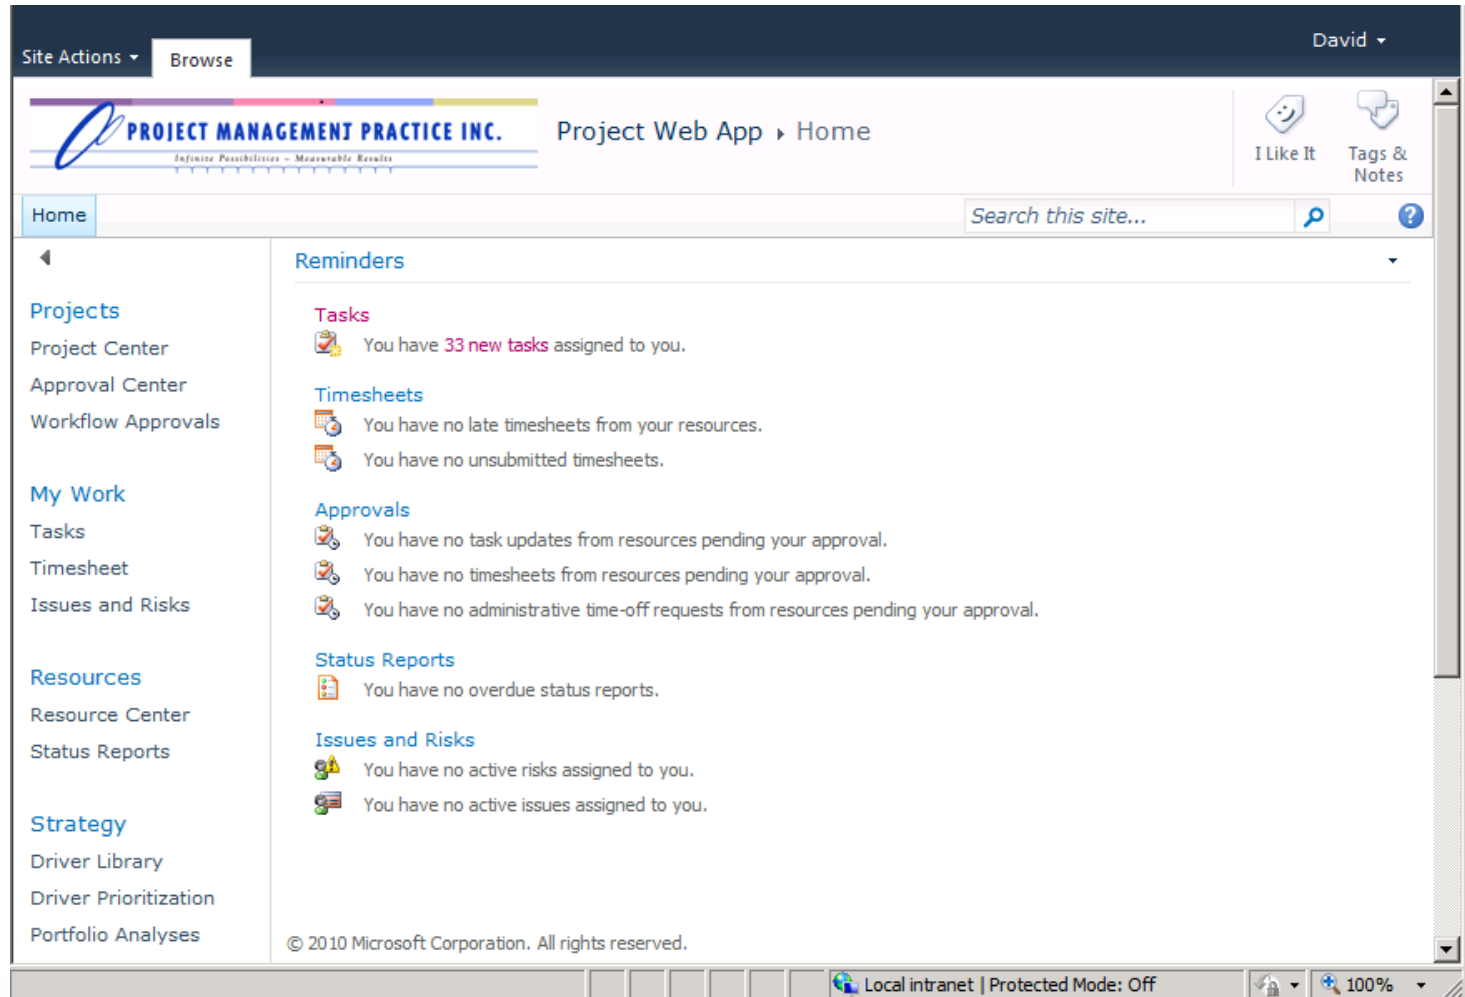 David
Site Actions
Browse
PROJECT MANAGEMENT PRACTICE INC.
Infinite Possibilities – Measurable Results
Project Web App ▸ Home
I Like It
Tags &
Notes
Home
Search this site...
Reminders
Projects
Project Center
Approval Center
Workflow Approvals
My Work
Tasks
Timesheet
Issues and Risks
Resources
Resource Center
Status Reports
Strategy
Driver Library
Driver Prioritization
Portfolio Analyses
Tasks
You have 33 new tasks assigned to you.
Timesheets
You have no late timesheets from your resources.
You have no unsubmitted timesheets.
Approvals
You have no task updates from resources pending your approval.
You have no timesheets from resources pending your approval.
You have no administrative time-off requests from resources pending your approval.
Status Reports
You have no overdue status reports.
Issues and Risks
You have no active risks assigned to you.
You have no active issues assigned to you.
© 2010 Microsoft Corporation. All rights reserved.
Local intranet | Protected Mode: Off
100%